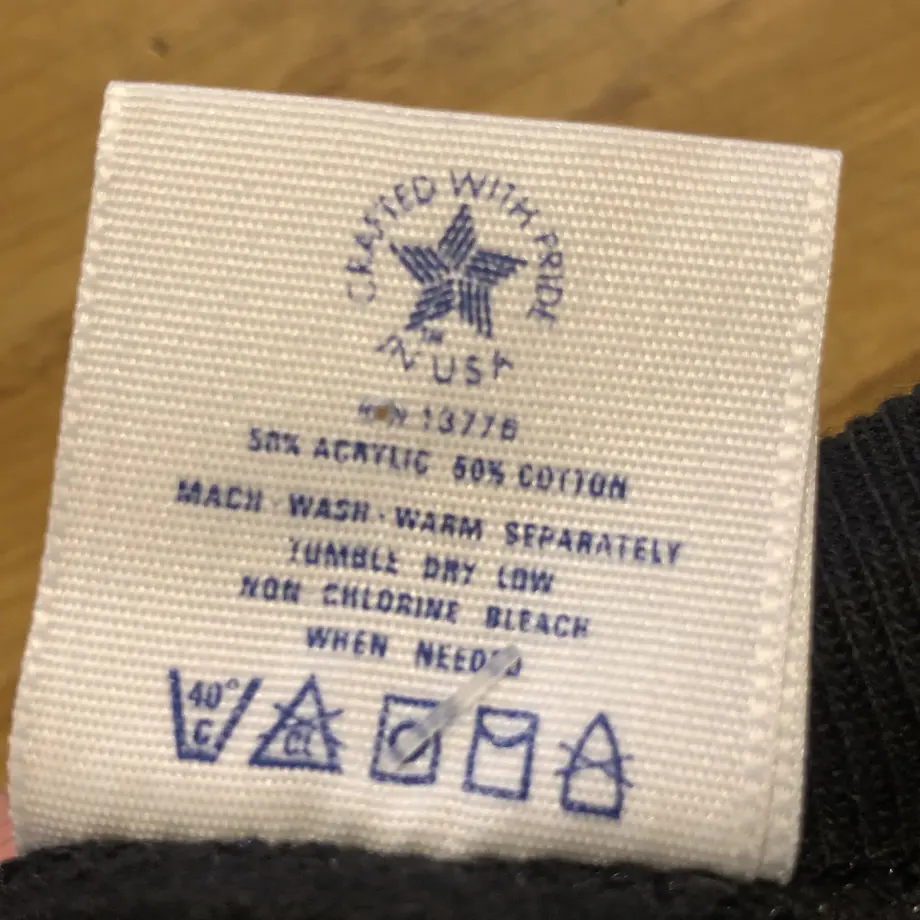 CRAFTED WITH PRIDE
IN USA
TM
RN 13776
50% ACRYLIC 50% COTTON
MACH · WASH · WARM SEPARATELY
TUMBLE DRY LOW
NON CHLORINE BLEACH
WHEN NEEDED
40° C CL